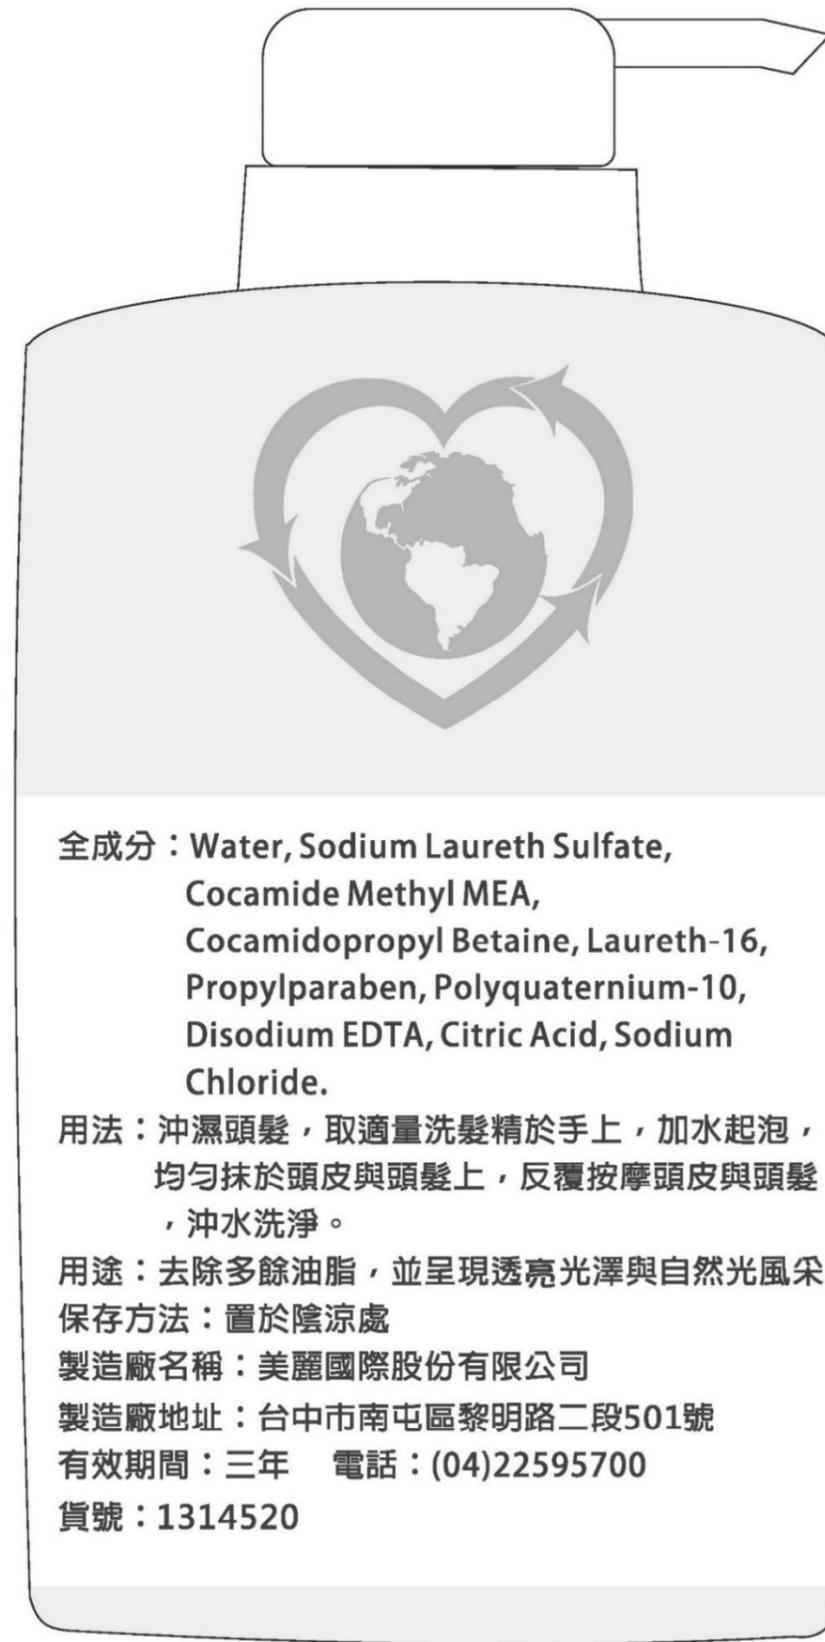 全成分：Water, Sodium Laureth Sulfate,
Cocamide Methyl MEA,
Cocamidopropyl Betaine, Laureth-16,
Propylparaben, Polyquaternium-10,
Disodium EDTA, Citric Acid, Sodium
Chloride.
用法：沖濕頭髮，取適量洗髮精於手上，加水起泡，
均勻抹於頭皮與頭髮上，反覆按摩頭皮與頭髮
，沖水洗淨。
用途：去除多餘油脂，並呈現透亮光澤與自然光風采
保存方法：置於陰涼處
製造廠名稱：美麗國際股份有限公司
製造廠地址：台中市南屯區黎明路二段501號
有效期間：三年　電話：(04)22595700
貨號：1314520